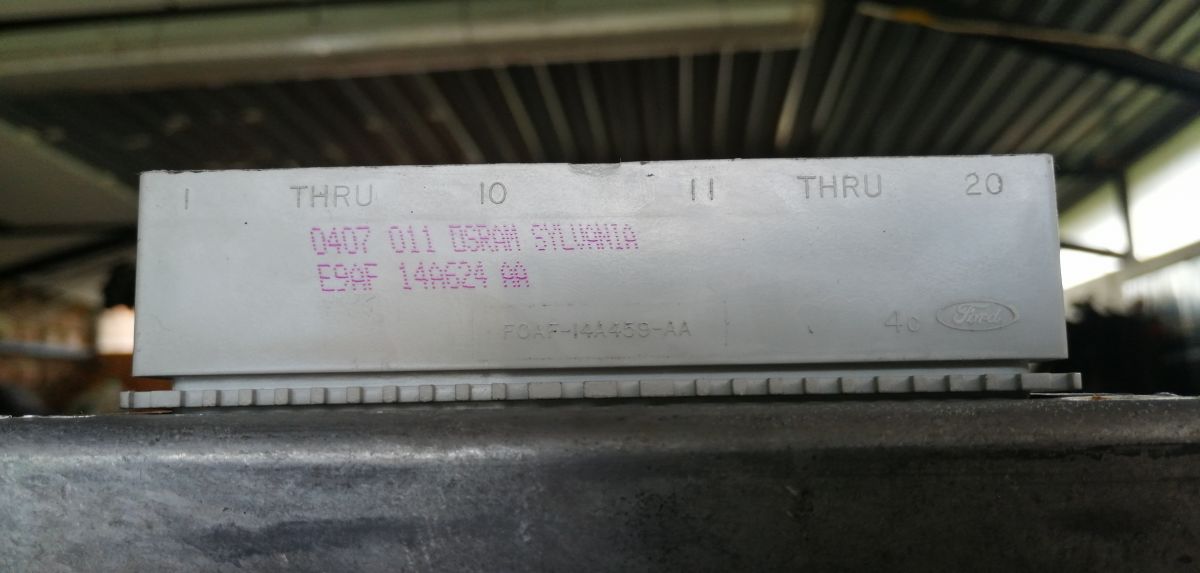 1 THRU 10 11 THRU 20
0407 011 OSRAM SYLVANIA
E9AF 14A624 AA
F0AF-14A459-AA
4c Ford